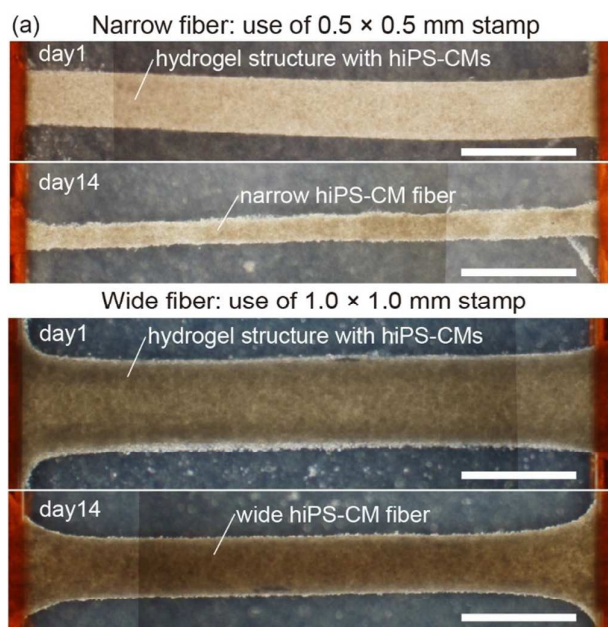 (a) Narrow fiber: use of 0.5 × 0.5 mm stamp
day1
hydrogel structure with hiPS-CMs
day14
narrow hiPS-CM fiber
Wide fiber: use of 1.0 × 1.0 mm stamp
day1
hydrogel structure with hiPS-CMs
day14
wide hiPS-CM fiber